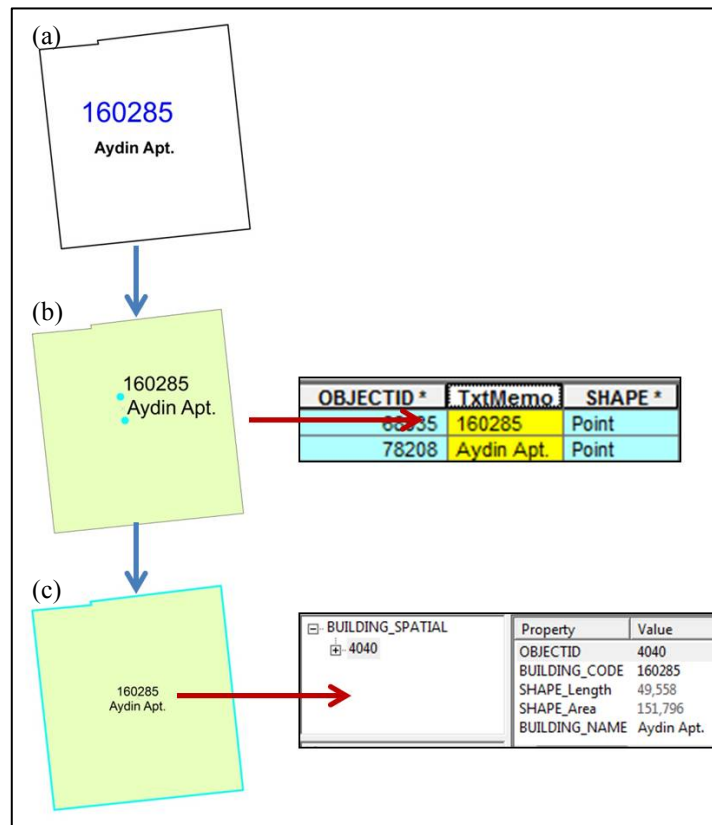 (a)
160285
Aydin Apt.
(b)
160285
Aydin Apt.
OBJECTID * TxtMemo SHAPE *
160285 Point
78208 Aydin Apt. Point
(c)
160285
Aydin Apt.
BUILDING_SPATIAL
4040
Property Value
OBJECTID 4040
BUILDING_CODE 160285
SHAPE_Length 49,558
SHAPE_Area 151,796
BUILDING_NAME Aydin Apt.